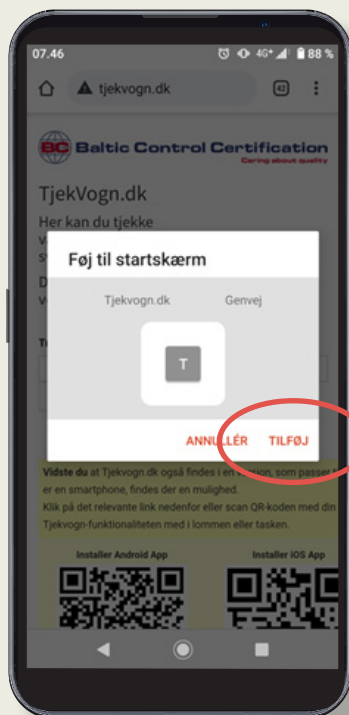 07.46
4G+
88 %
tjekvogn.dk
42
BC Baltic Control Certification
Caring about quality
TjekVogn.dk
Her kan du tjekke
Føj til startskærm
Tjekvogn.dk Genvej
T
ANNULLÉR TILFØJ
Vidste du at Tjekvogn.dk også findes i en version, som passer
er en smartphone, findes der en mulighed.
Klik på det relevante link nedenfor eller scan QR-koden med din
Tjekvogn-funktionaliteten med i lommen eller tasken.
Installer Android App Installer iOS App